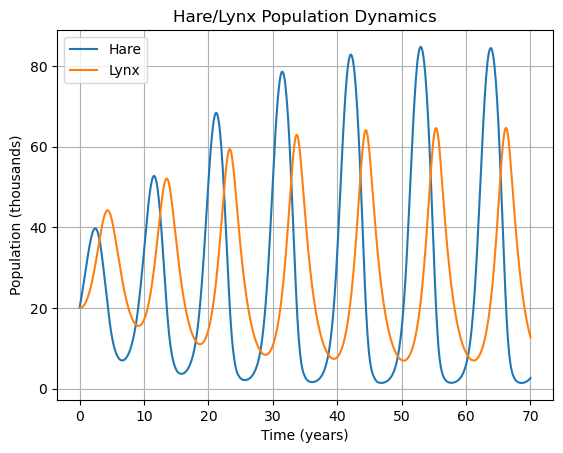 Hare/Lynx Population Dynamics
Hare
Lynx
Population (thousands)
80
60
40
20
0
0 10 20 30 40 50 60 70
Time (years)